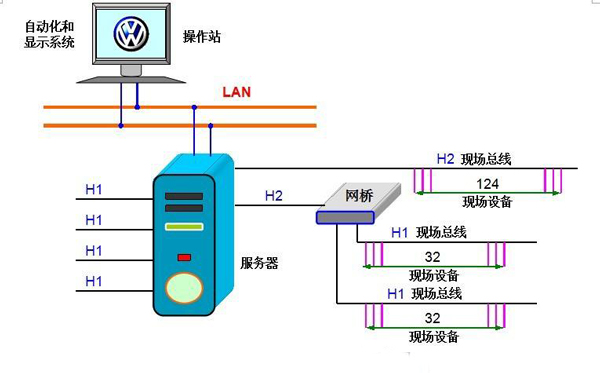 自动化和
显示系统
操作站
LAN
H2 现场总线
124
现场设备
H1
H2
网桥
H1
H1 现场总线
32
现场设备
H1
服务器
H1
H1 现场总线
32
现场设备